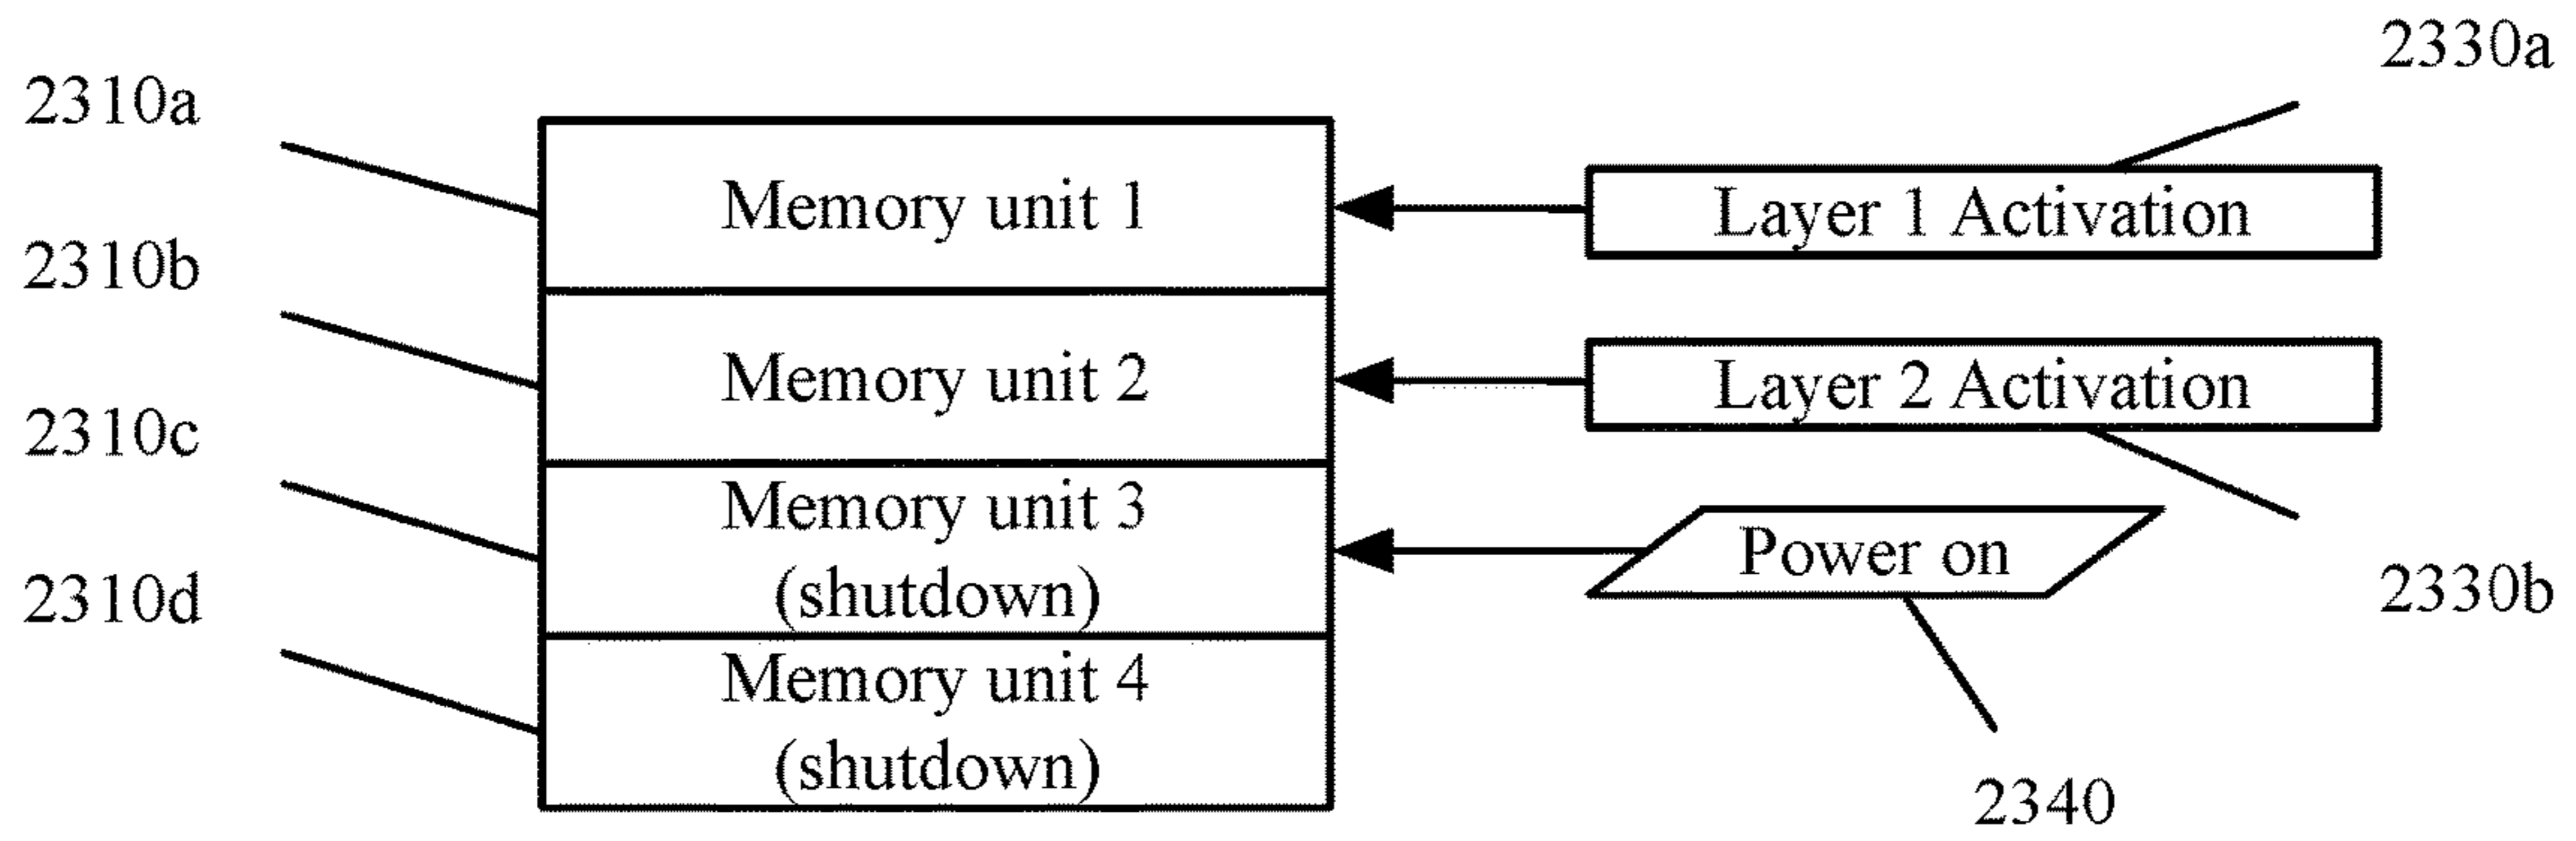 2330a
2310a
Memory unit 1
Layer 1 Activation
2310b
Memory unit 2
Layer 2 Activation
2310c
Memory unit 3
(shutdown)
Power on
2310d
2330b
Memory unit 4
(shutdown)
2340